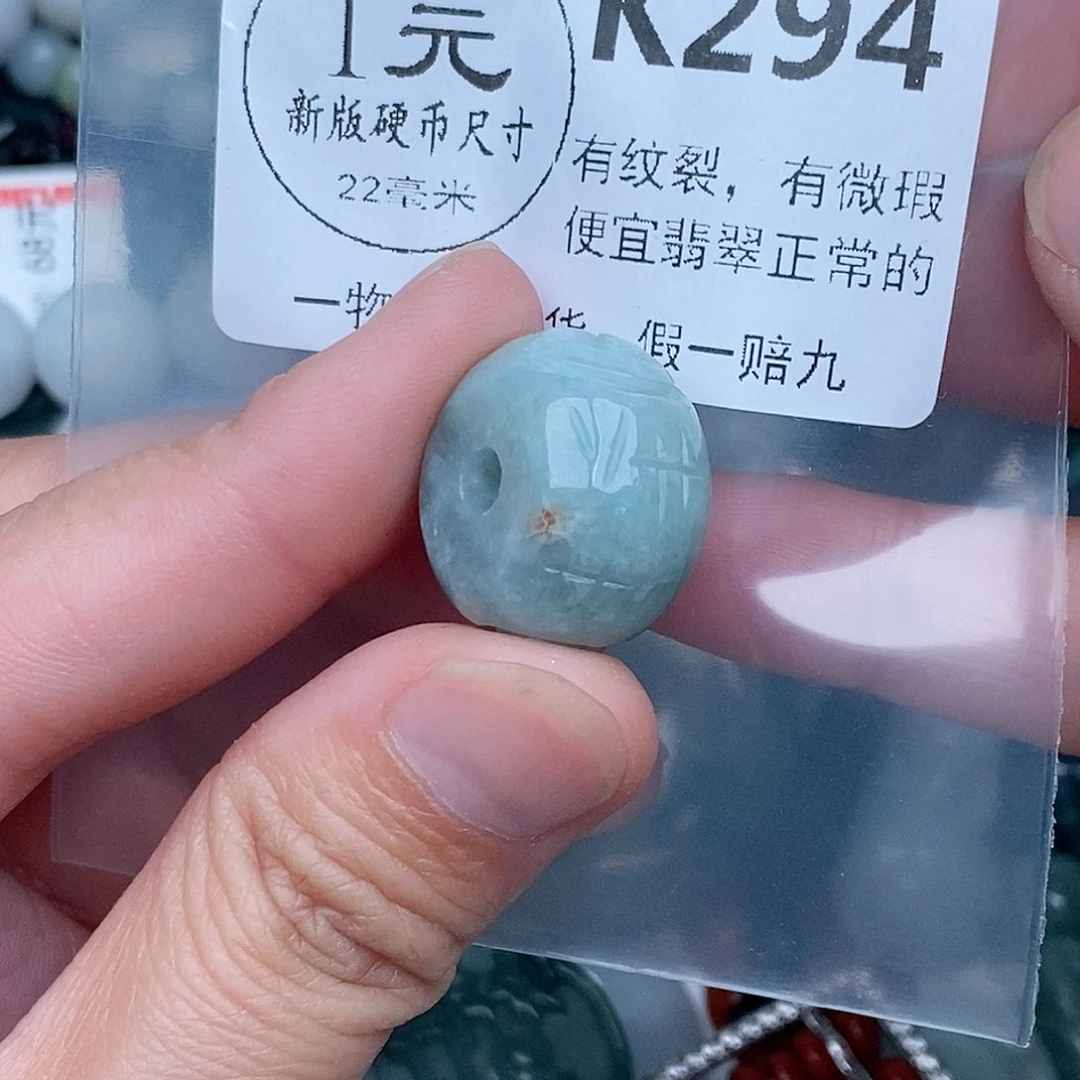 1元
K294
新版硬币尺寸
22毫米
有纹裂，有微瑕
便宜翡翠正常的
一物 货 假一赔九